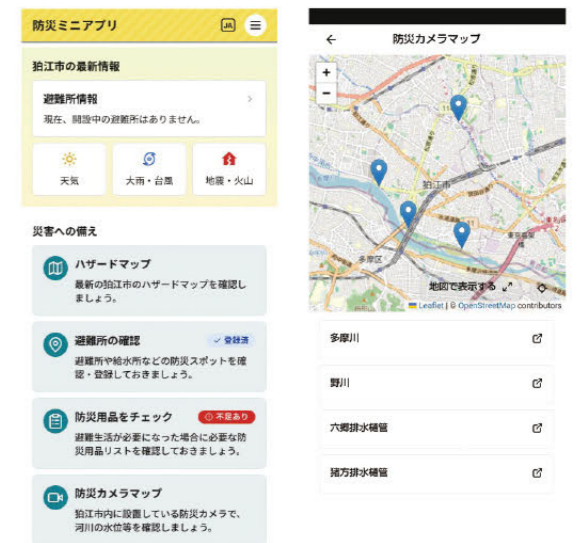 防災ミニアプリ
JA
狛江市の最新情報
避難所情報
現在、開設中の避難所はありません。
天気
大雨・台風
地震・火山
災害への備え
ハザードマップ
最新の狛江市のハザードマップを確認し
ましょう。
避難所の確認
✓ 登録済
避難所や給水所などの防災スポットを確
認・登録しておきましょう。
防災用品をチェック
不足あり
避難生活が必要になった場合に必要な防
災用品リストを確認しておきましょう。
防災カメラマップ
狛江市内に設置している防災カメラで、
河川の水位等を確認しましょう。
← 防災カメラマップ
+
−
狛江市
多摩区
地図で表示する
Leaflet | © OpenStreetMap contributors
多摩川
野川
六郷排水樋管
猪方排水樋管